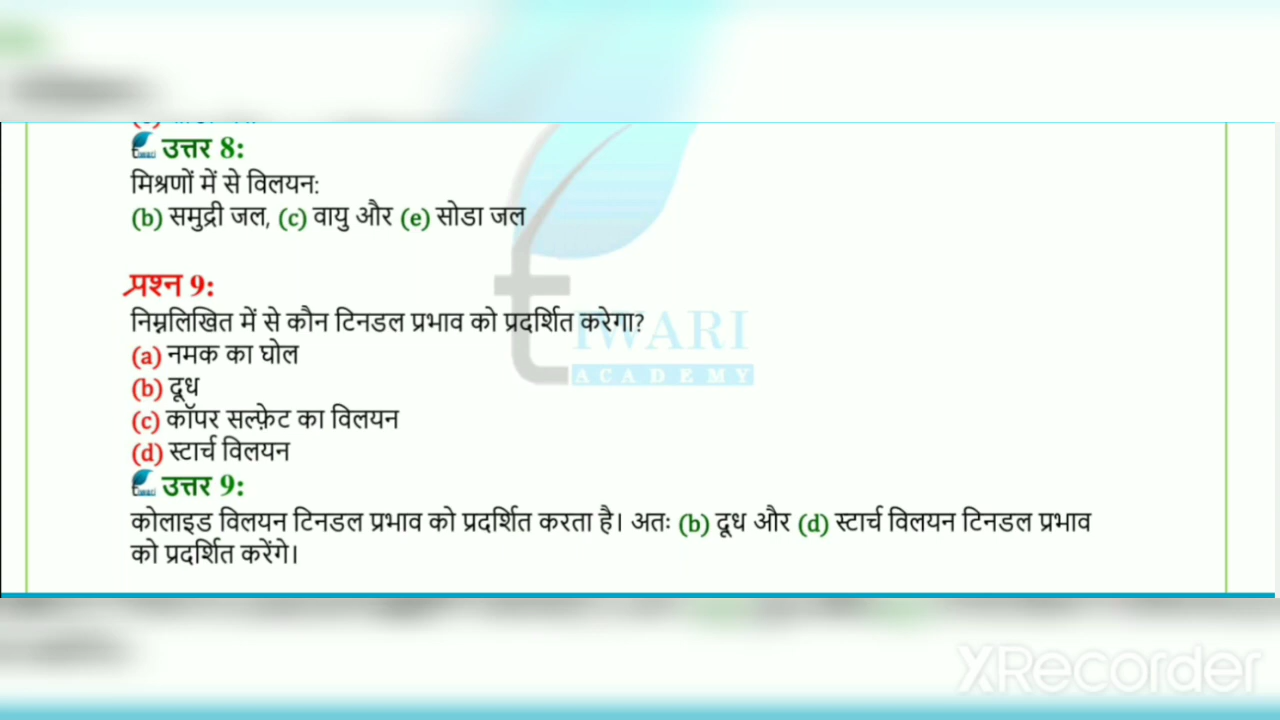 उत्तर 8:
मिश्रणों में से विलयन:
(b) समुद्री जल, (c) वायु और (e) सोडा जल
प्रश्न 9:
निम्नलिखित में से कौन टिनडल प्रभाव को प्रदर्शित करेगा?
(a) नमक का घोल
(b) दूध
(c) कॉपर सल्फ़ेट का विलयन
(d) स्टार्च विलयन
उत्तर 9:
कोलाइड विलयन टिनडल प्रभाव को प्रदर्शित करता है। अतः (b) दूध और (d) स्टार्च विलयन टिनडल प्रभाव
को प्रदर्शित करेंगे।
tIWARI
ACADEMY
XRecorder